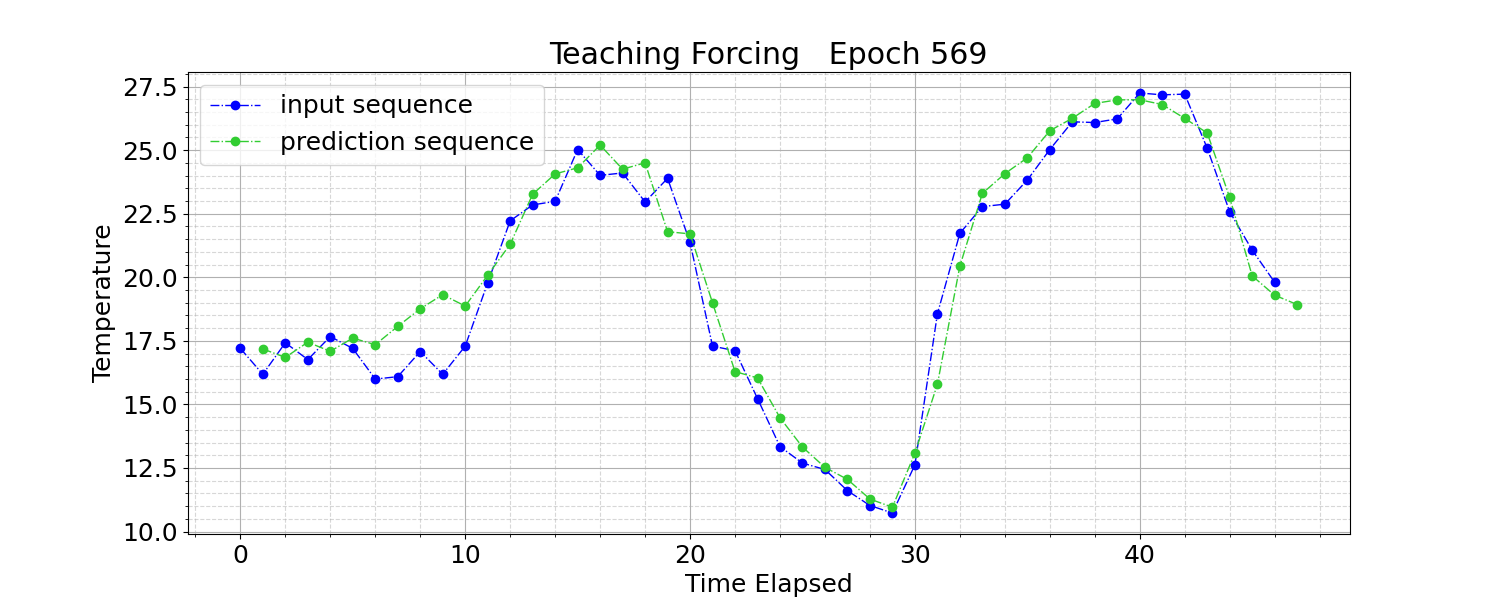 Teaching Forcing   Epoch 569
27.5
25.0
22.5
20.0
17.5
15.0
12.5
10.0
Temperature
input sequence
prediction sequence
0 10 20 30 40
Time Elapsed